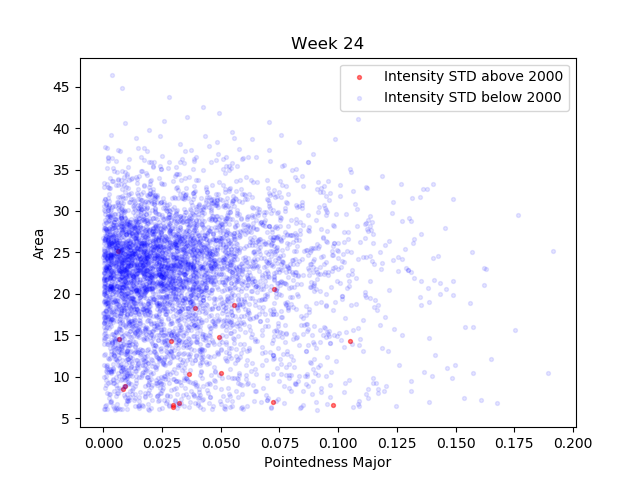 Week 24
Intensity STD above 2000
Intensity STD below 2000
45
40
35
30
25
20
15
10
5
Area
0.000 0.025 0.050 0.075 0.100 0.125 0.150 0.175 0.200
Pointedness Major